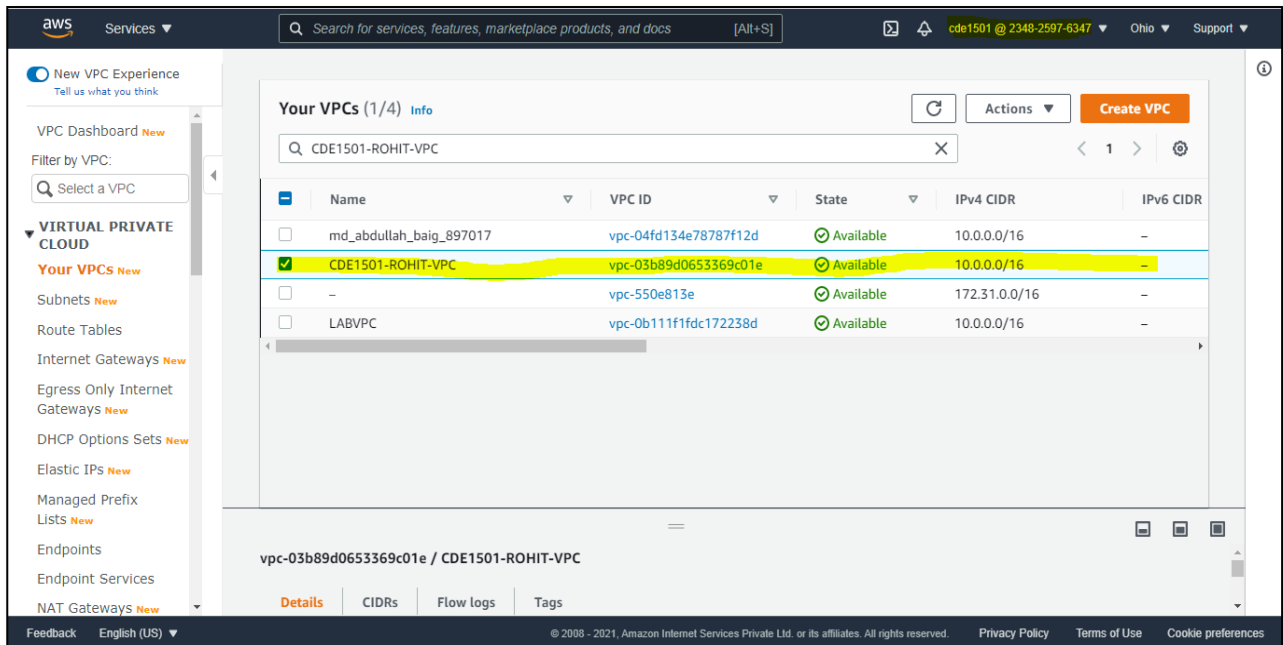 aws Services ▼ Search for services, features, marketplace products, and docs [Alt+S] cde1501 @ 2348-2597-6347 ▼ Ohio ▼ Support ▼
New VPC Experience
Tell us what you think
VPC Dashboard New
Filter by VPC:
Select a VPC
VIRTUAL PRIVATE
CLOUD
Your VPCs New
Subnets New
Route Tables
Internet Gateways New
Egress Only Internet
Gateways New
DHCP Options Sets New
Elastic IPs New
Managed Prefix
Lists New
Endpoints
Endpoint Services
NAT Gateways New
Your VPCs (1/4) Info Actions ▼ Create VPC
CDE1501-ROHIT-VPC 1
Name VPC ID State IPv4 CIDR IPv6 CIDR
md_abdullah_baig_897017 vpc-04fd134e78787f12d Available 10.0.0.0/16 –
CDE1501-ROHIT-VPC vpc-03b89d0653369c01e Available 10.0.0.0/16 –
– vpc-550e813e Available 172.31.0.0/16 –
LABVPC vpc-0b111f1fdc172238d Available 10.0.0.0/16 –
vpc-03b89d0653369c01e / CDE1501-ROHIT-VPC
Details CIDRs Flow logs Tags
Feedback English (US) ▼ © 2008 - 2021, Amazon Internet Services Private Ltd. or its affiliates. All rights reserved. Privacy Policy Terms of Use Cookie preferences